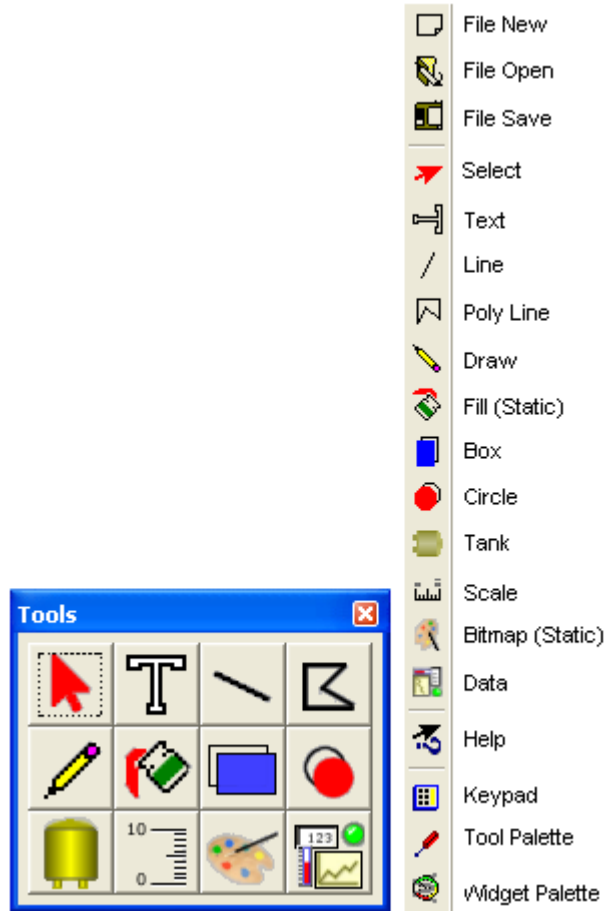 File New
File Open
File Save
Select
Text
Line
Poly Line
Draw
Fill (Static)
Box
Circle
Tank
Scale
Bitmap (Static)
Data
Help
Keypad
Tool Palette
Widget Palette
Tools
T
10
0
123